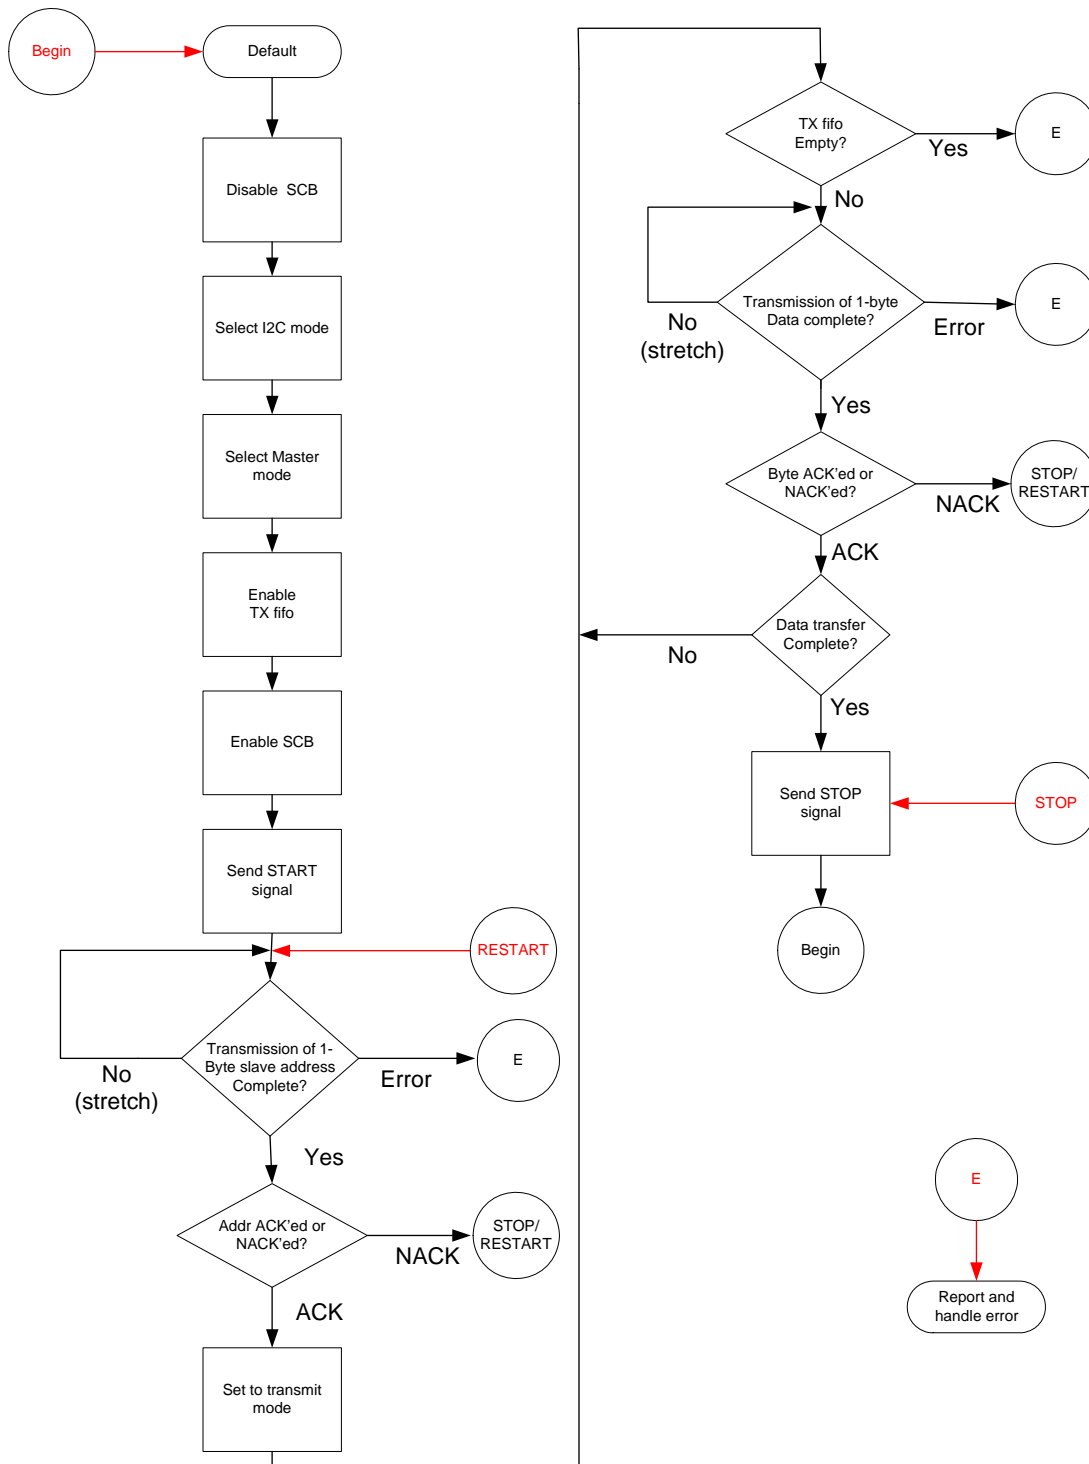 Begin
Default
Disable SCB
Select I2C mode
Select Master
mode
Enable
TX fifo
Enable SCB
Send START
signal
RESTART
Transmission of 1-
Byte slave address
Complete?
No
(stretch)
Error
E
Yes
Addr ACK'ed or
NACK'ed?
NACK
STOP/
RESTART
ACK
Set to transmit
mode
TX fifo
Empty?
Yes
E
No
Transmission of 1-byte
Data complete?
No
(stretch)
Error
E
Yes
Byte ACK'ed or
NACK'ed?
NACK
STOP/
RESTART
ACK
Data transfer
Complete?
No
Yes
Send STOP
signal
STOP
Begin
E
Report and
handle error